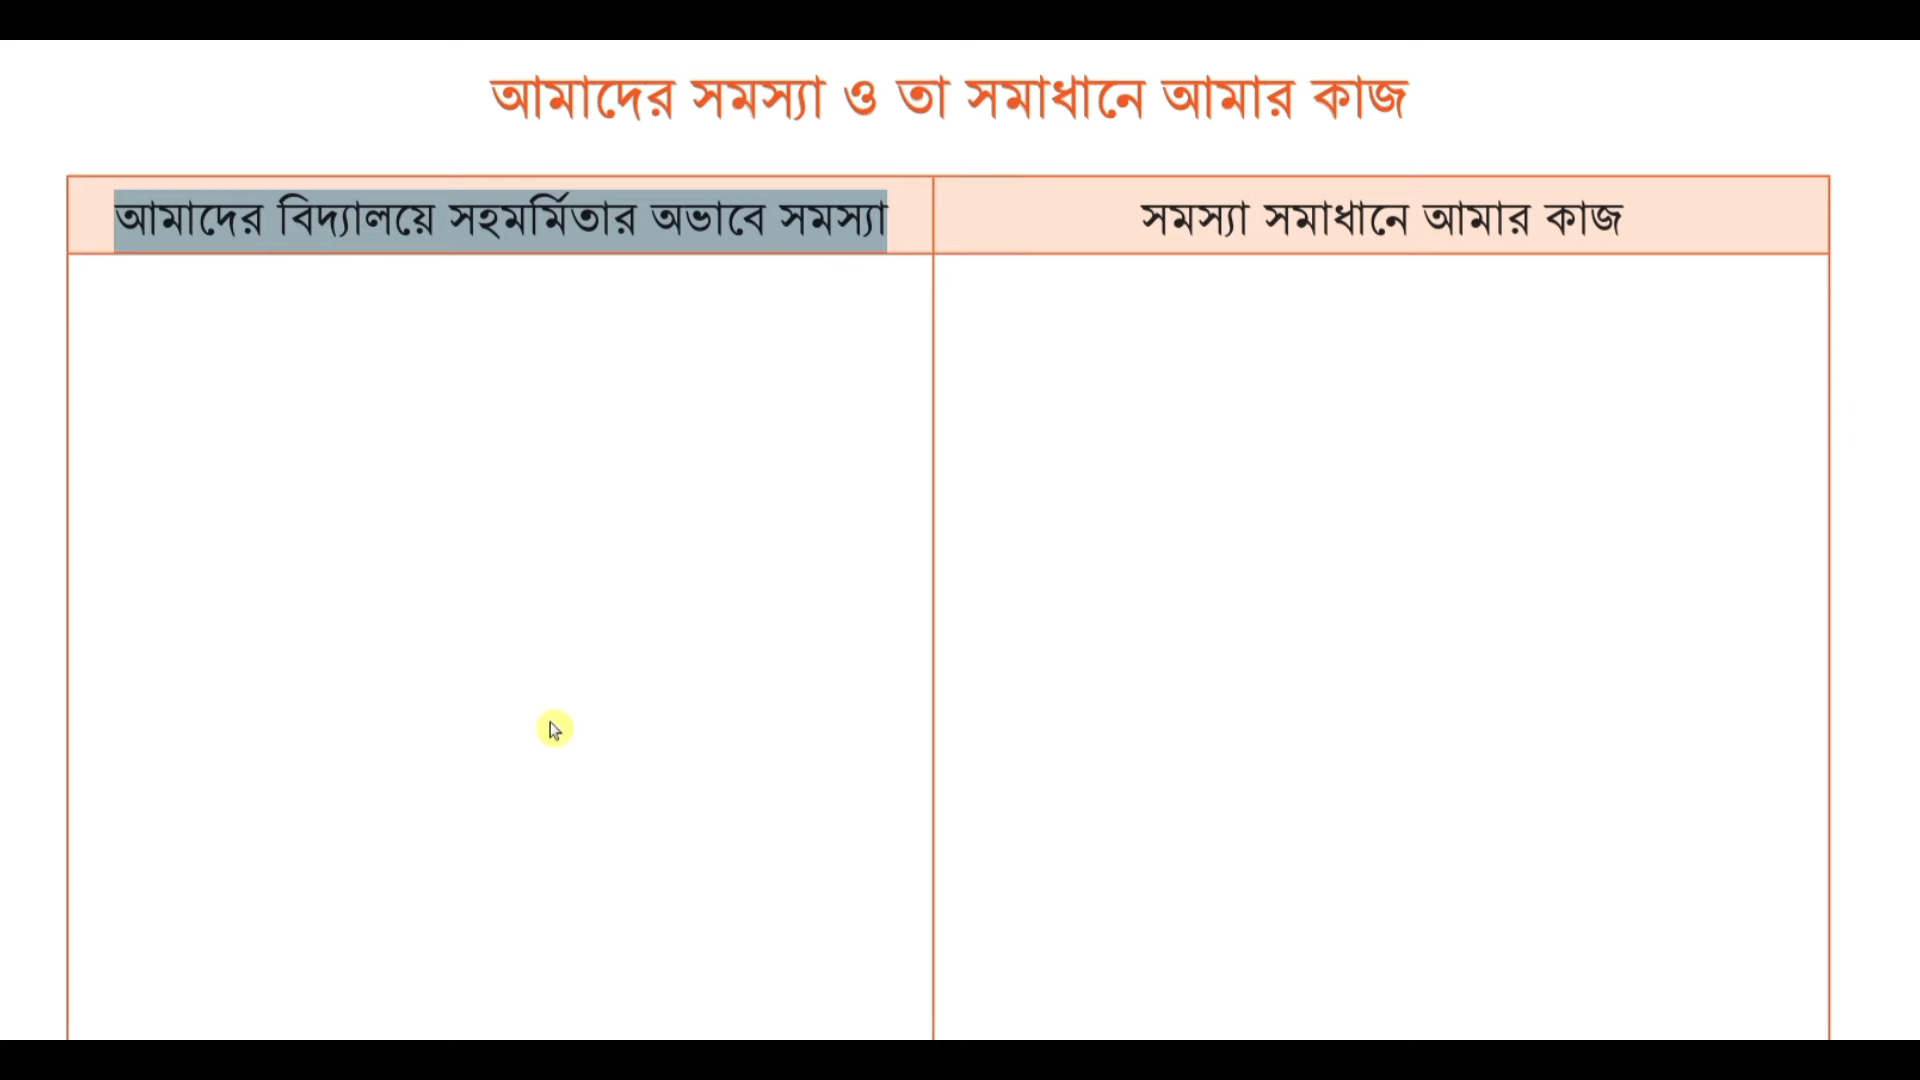 আমাদের সমস্যা ও তা সমাধানে আমার কাজ
আমাদের বিদ্যালয়ে সহমর্মিতার অভাবে সমস্যা
সমস্যা সমাধানে আমার কাজ